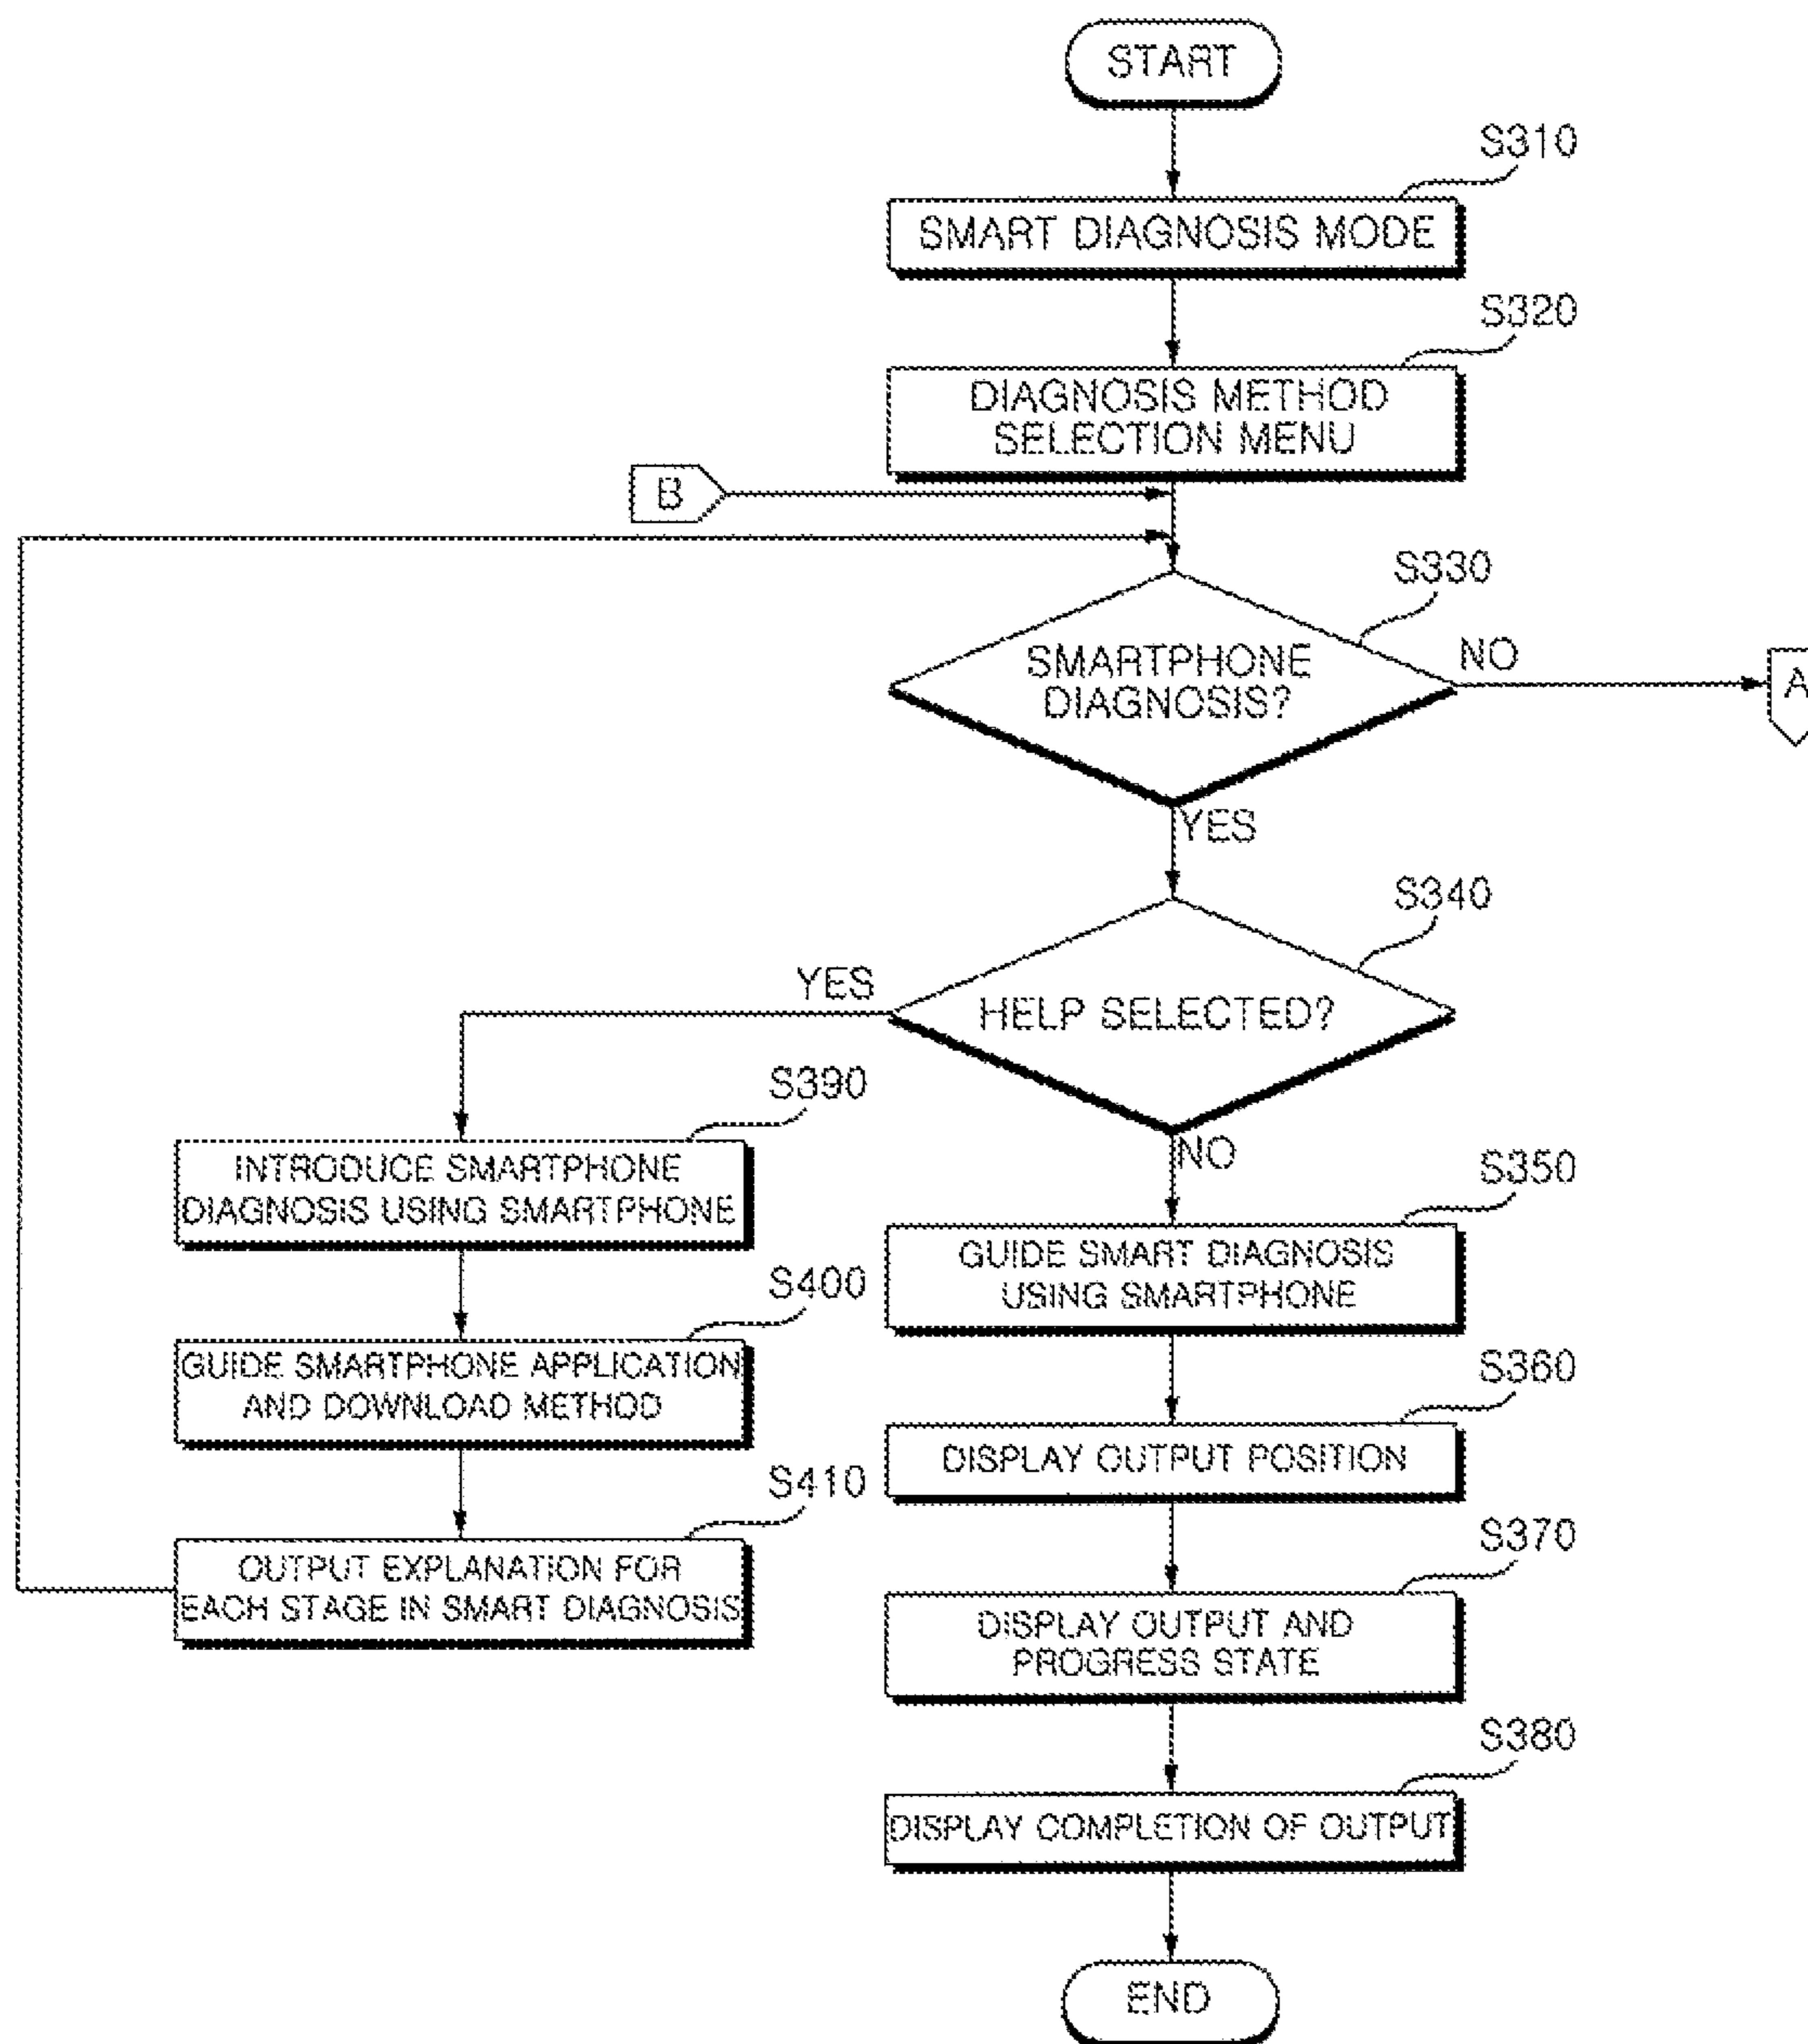 START
S310
SMART DIAGNOSIS MODE
S320
DIAGNOSIS METHOD
SELECTION MENU
B
S330
SMARTPHONE
DIAGNOSIS?
NO
A
YES
S340
YES
HELP SELECTED?
NO
S390
INTRODUCE SMARTPHONE
DIAGNOSIS USING SMARTPHONE
S350
GUIDE SMART DIAGNOSIS
USING SMARTPHONE
S400
GUIDE SMARTPHONE APPLICATION
AND DOWNLOAD METHOD
S360
DISPLAY OUTPUT POSITION
S410
OUTPUT EXPLANATION FOR
EACH STAGE IN SMART DIAGNOSIS
S370
DISPLAY OUTPUT AND
PROGRESS STATE
S380
DISPLAY COMPLETION OF OUTPUT
END